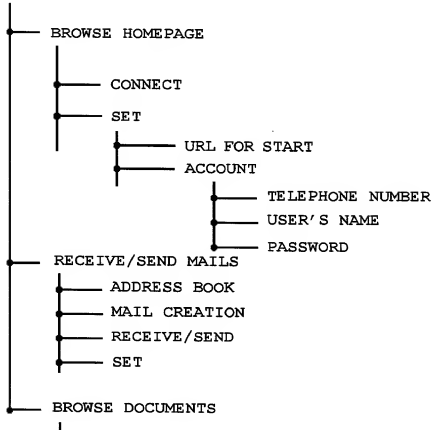 BROWSE HOMEPAGE
CONNECT
SET
URL FOR START
ACCOUNT
TELEPHONE NUMBER
USER'S NAME
PASSWORD
RECEIVE/SEND MAILS
ADDRESS BOOK
MAIL CREATION
RECEIVE/SEND
SET
BROWSE DOCUMENTS